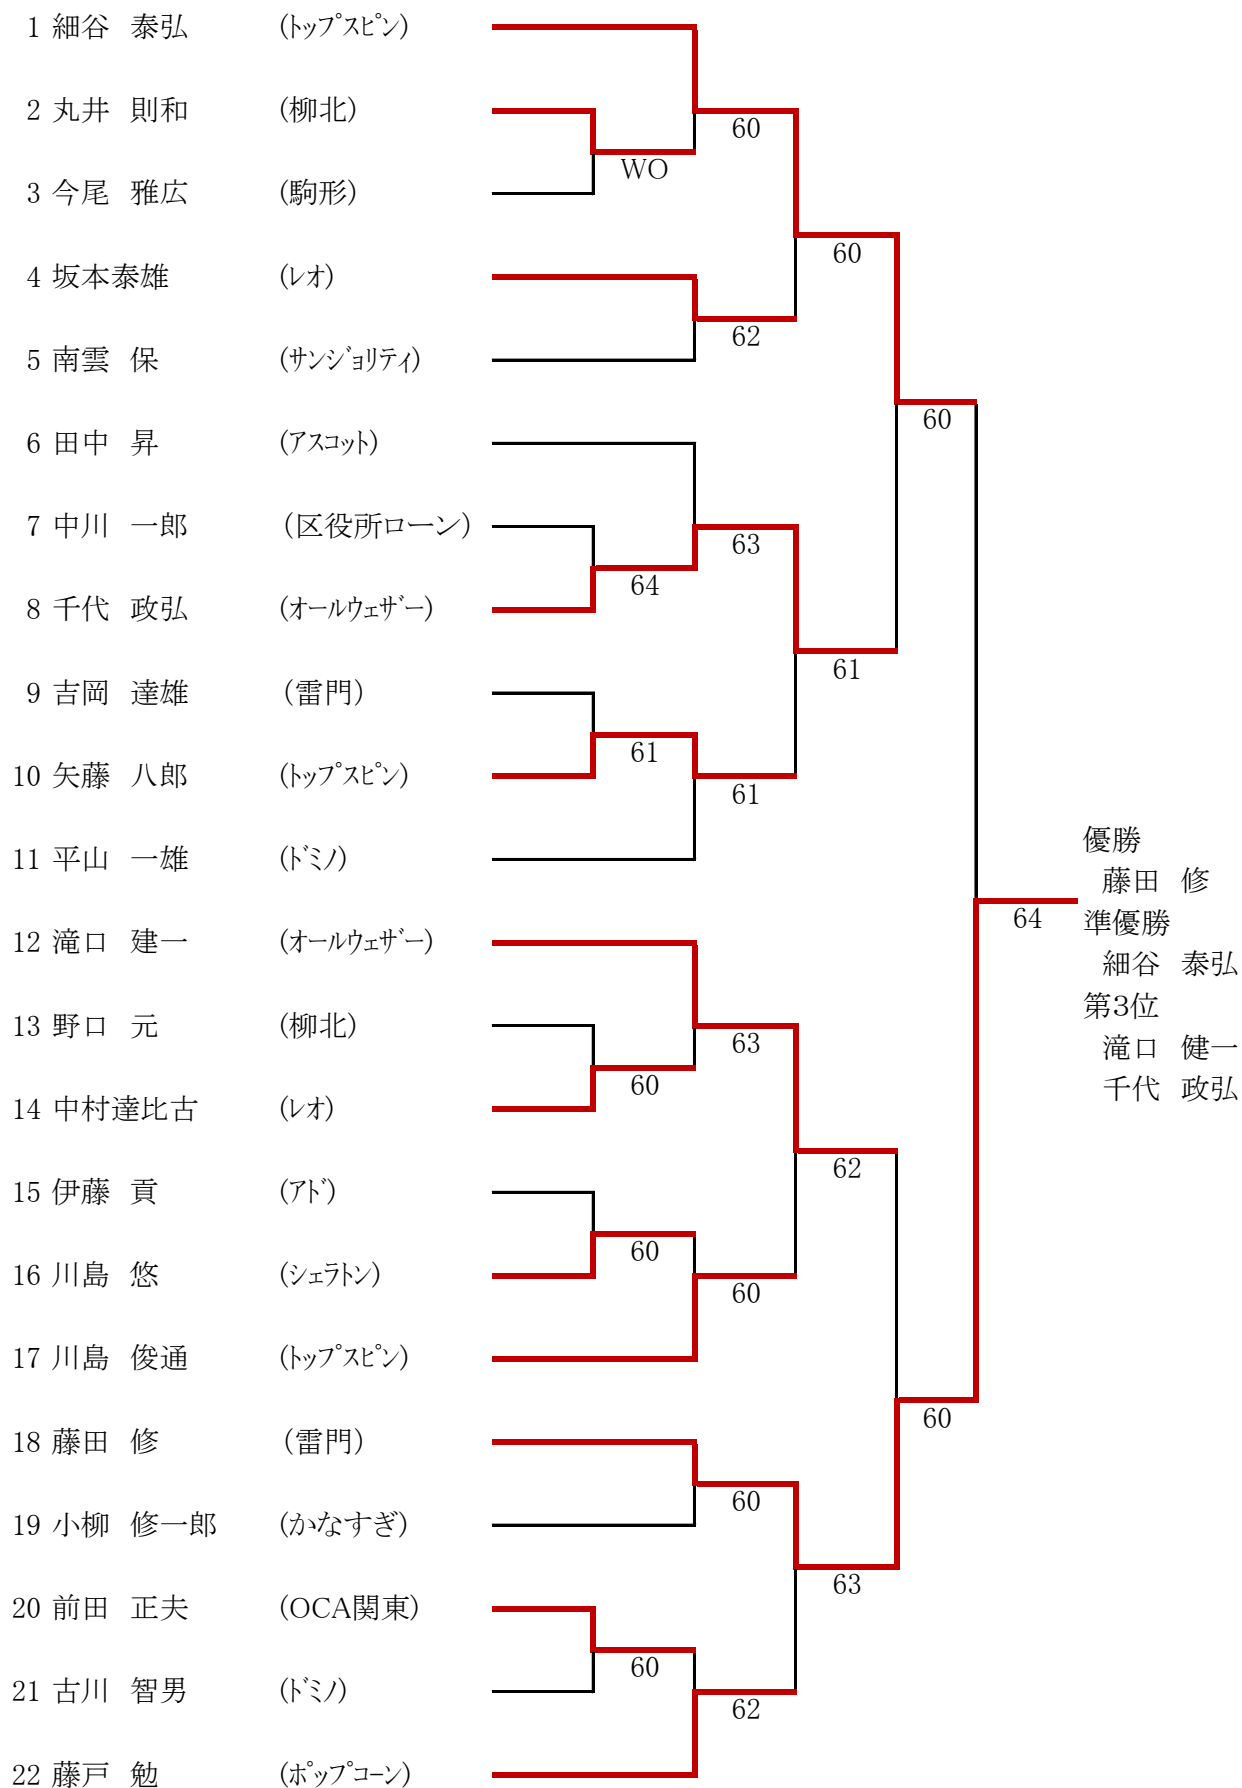 1 細谷 泰弘 (トップスピン)
2 丸井 則和 (柳北)
60
WO
3 今尾 雅広 (駒形)
60
4 坂本泰雄 (レオ)
62
5 南雲 保 (サンジョリティ)
60
6 田中 昇 (アスコット)
7 中川 一郎 (区役所ローン)
63
64
8 千代 政弘 (オールウェザー)
61
9 吉岡 達雄 (雷門)
61
10 矢藤 八郎 (トップスピン)
61
11 平山 一雄 (ドミノ)
優勝
藤田 修
64
準優勝
12 滝口 建一 (オールウェザー)
細谷 泰弘
第3位
13 野口 元 (柳北)
63
滝口 健一
60
千代 政弘
14 中村達比古 (レオ)
62
15 伊藤 貢 (アド)
60
16 川島 悠 (シェラトン)
60
17 川島 俊通 (トップスピン)
60
18 藤田 修 (雷門)
60
19 小柳 修一郎 (かなすぎ)
63
20 前田 正夫 (OCA関東)
60
21 古川 智男 (ドミノ)
62
22 藤戸 勉 (ポップコーン)